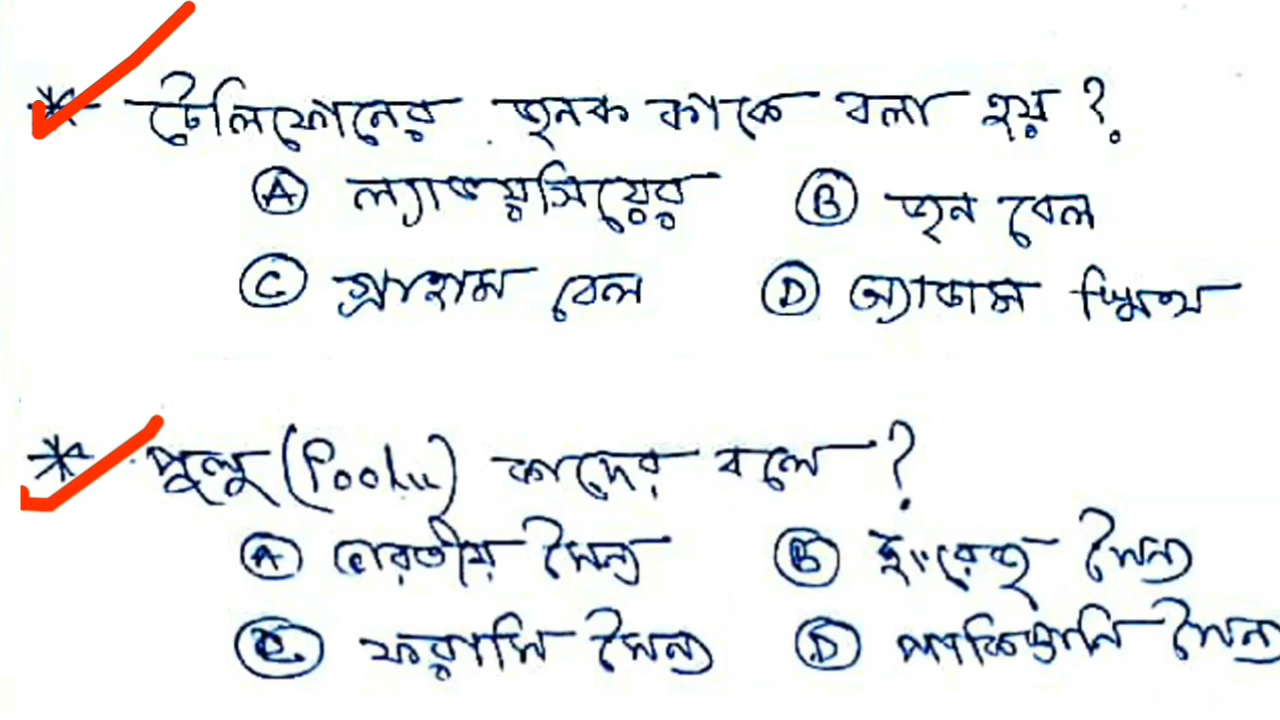 * টেলিফোনের জনক কাকে বলা হয়?
Ⓐ ল্যাভয়সিয়ের Ⓑ জন বেল
Ⓒ গ্রাহাম বেল Ⓓ অ্যাডাম স্মিথ
* পুলু (Poolu) কাদের বলে?
Ⓐ ভারতীয় সৈন্য Ⓑ ইংরেজ সৈন্য
Ⓒ ফরাসি সৈন্য Ⓓ পাকিস্তানি সৈন্য